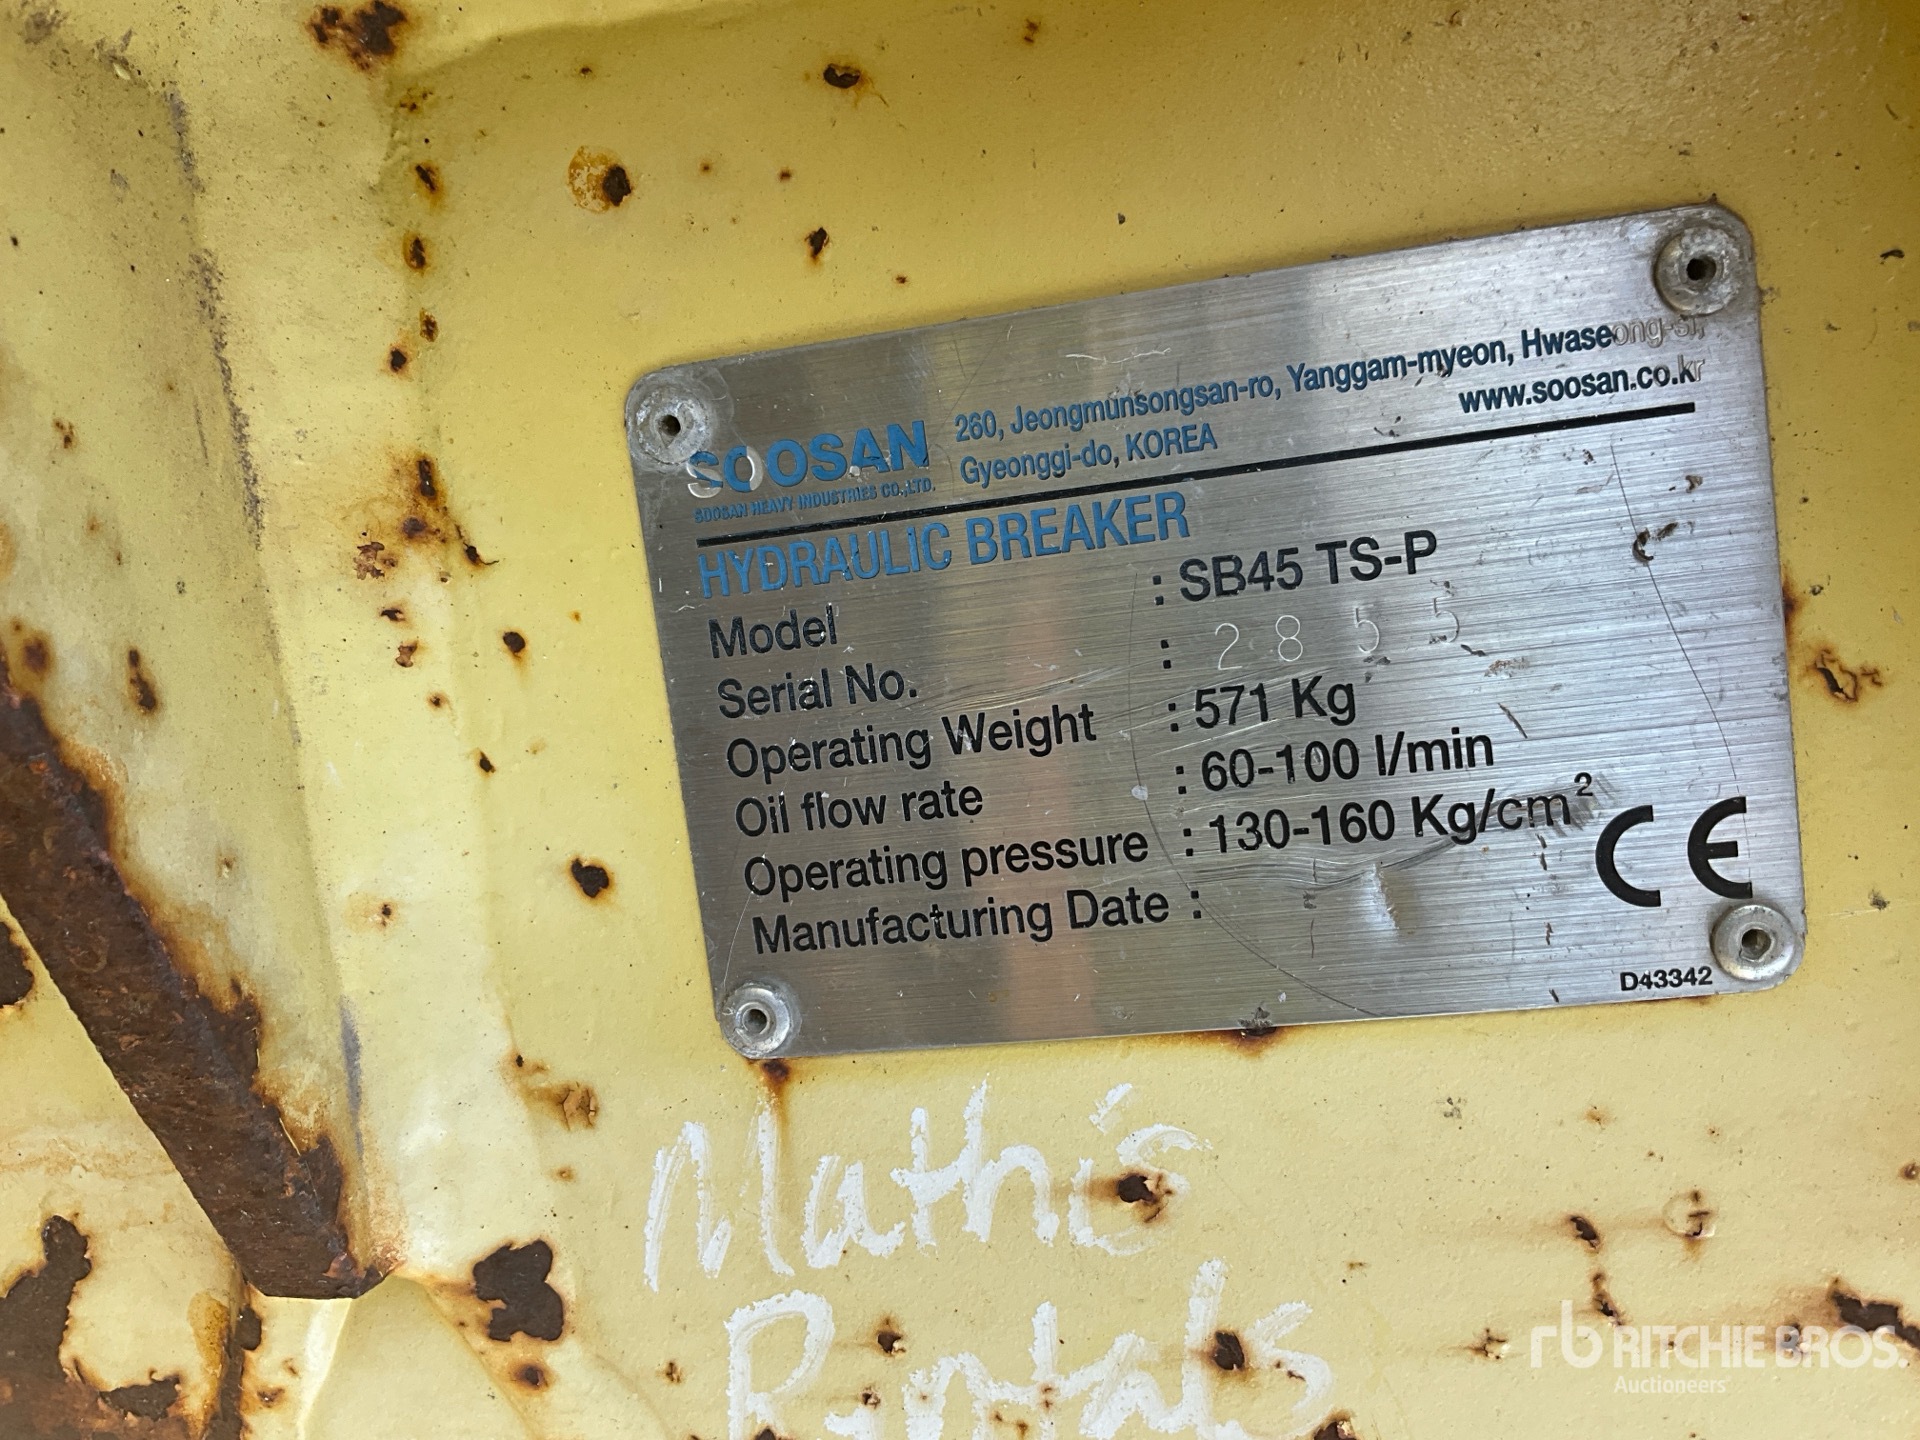 SOOSAN
SOOSAN HEAVY INDUSTRIES CO.,LTD.
260, Jeongmunsongsan-ro, Yanggam-myeon, Hwaseong-si,
Gyeonggi-do, KOREA
www.soosan.co.kr
HYDRAULIC BREAKER
Model : SB45 TS-P
Serial No. : 2855
Operating Weight : 571 Kg
Oil flow rate : 60-100 l/min
Operating pressure : 130-160 Kg/cm²
Manufacturing Date :
CE
D43342
Mathis
Rentals
rb RITCHIE BROS.
Auctioneers